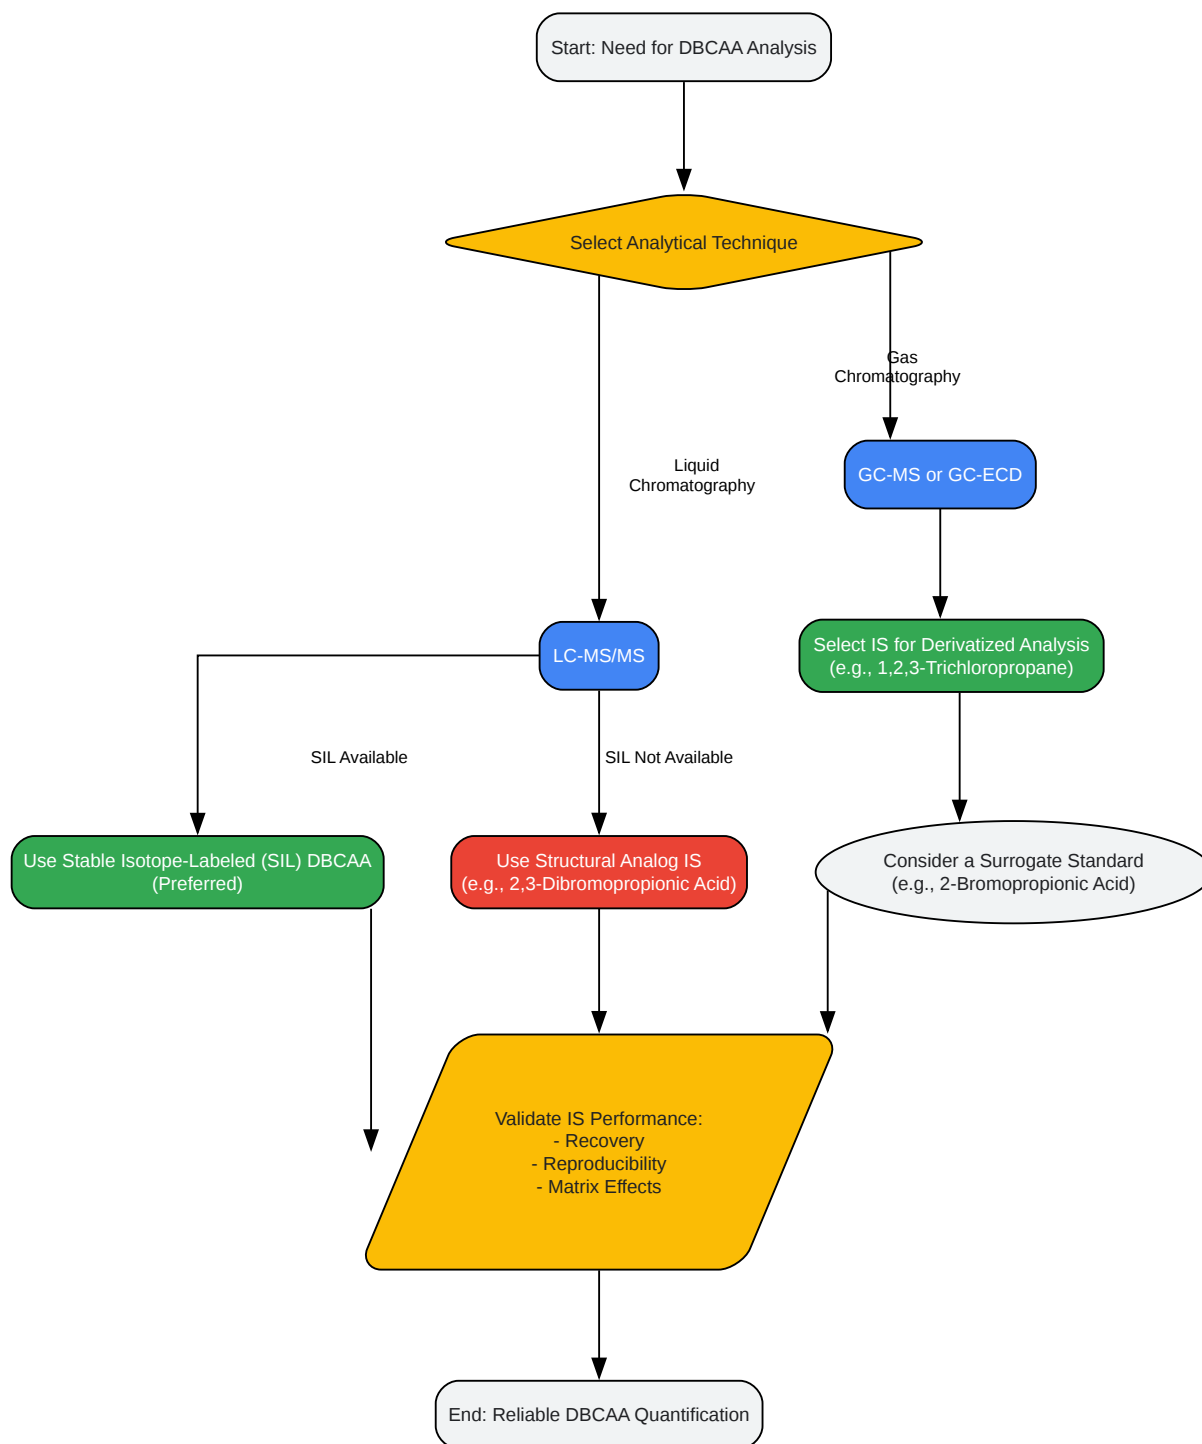 Start: Need for DBCAA Analysis
Select Analytical Technique
Gas
Chromatography
Liquid
Chromatography
GC-MS or GC-ECD
Select IS for Derivatized Analysis
(e.g., 1,2,3-Trichloropropane)
LC-MS/MS
SIL Available
SIL Not Available
Use Stable Isotope-Labeled (SIL) DBCAA
(Preferred)
Use Structural Analog IS
(e.g., 2,3-Dibromopropionic Acid)
Consider a Surrogate Standard
(e.g., 2-Bromopropionic Acid)
Validate IS Performance:
- Recovery
- Reproducibility
- Matrix Effects
End: Reliable DBCAA Quantification